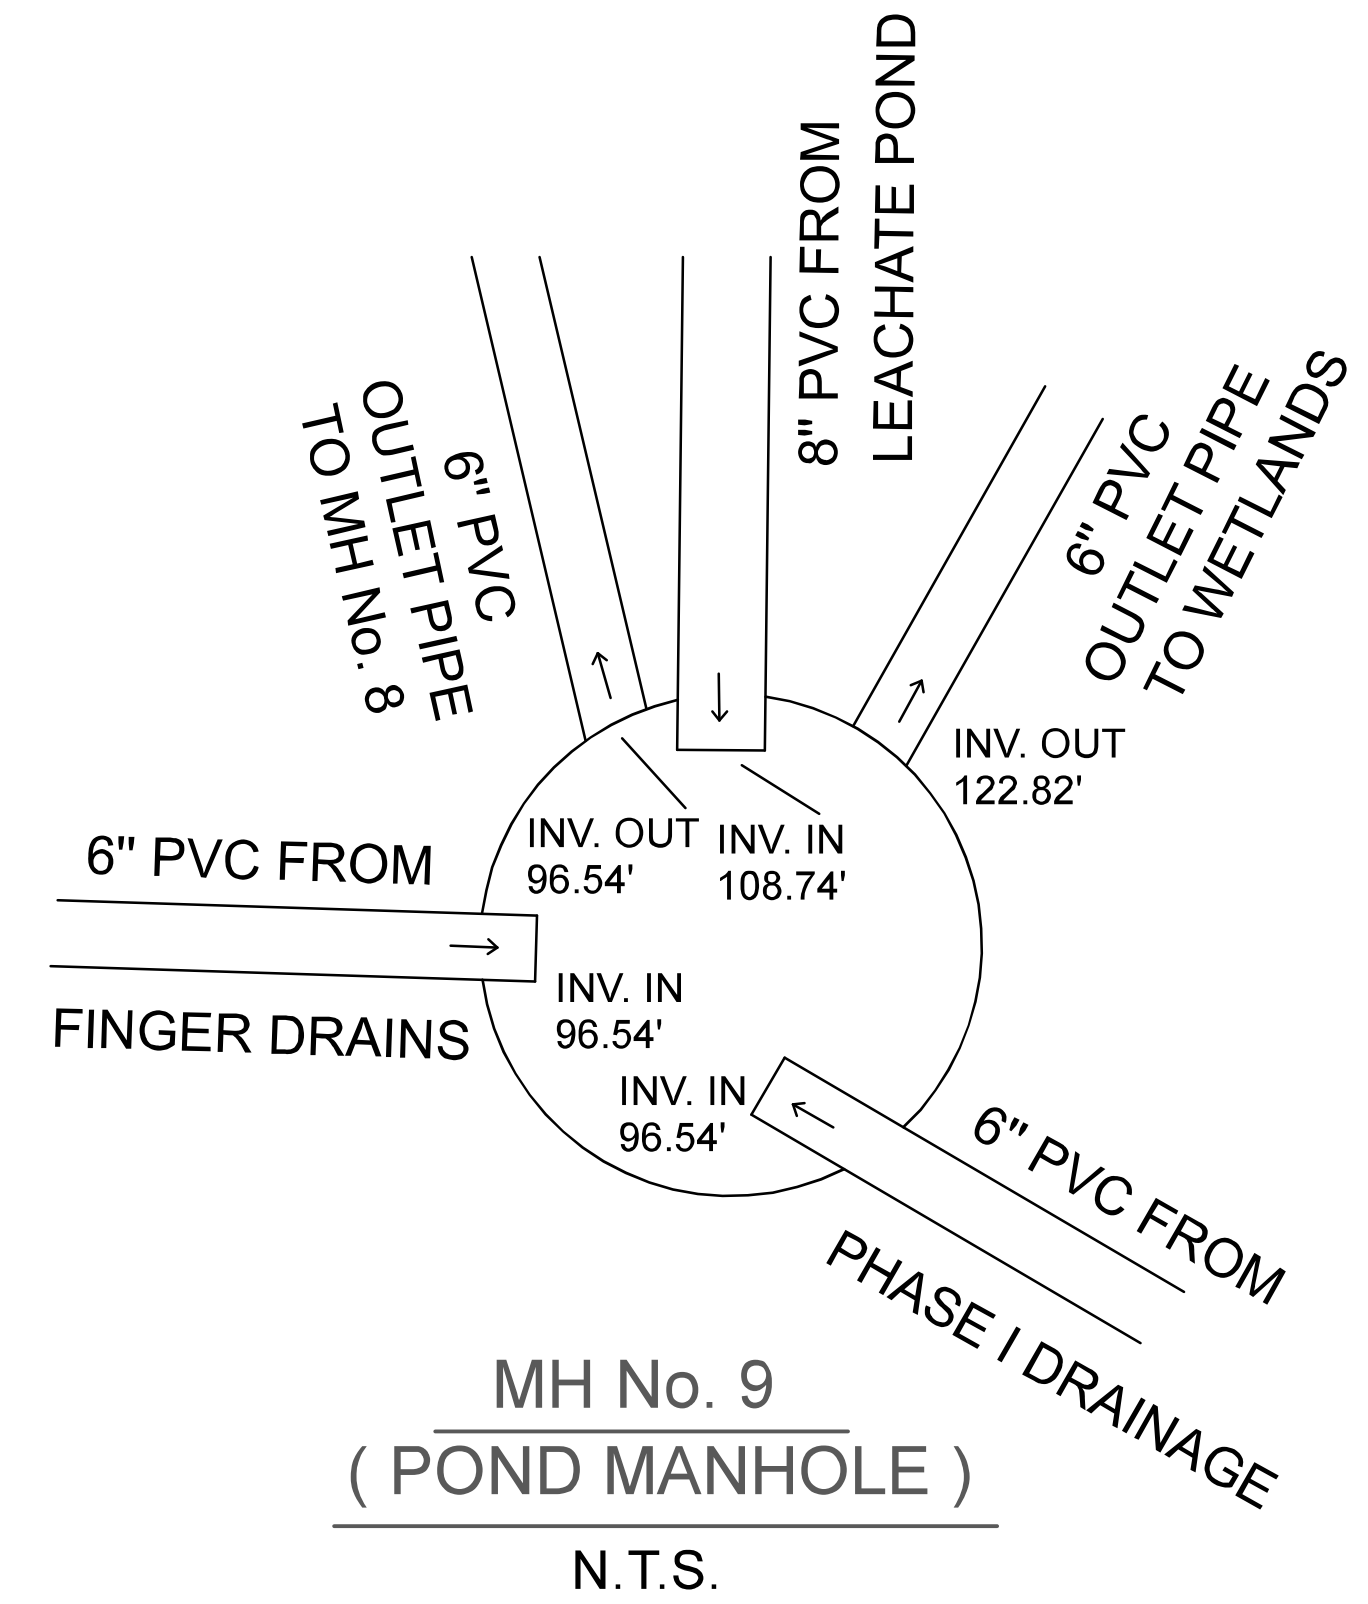 8" PVC FROM
LEACHATE POND
6" PVC
OUTLET PIPE
TO MH No. 8
6" PVC
OUTLET PIPE
TO WETLANDS
INV. OUT
122.82'
INV. OUT
96.54'
INV. IN
108.74'
6" PVC FROM
FINGER DRAINS
INV. IN
96.54'
INV. IN
96.54'
6" PVC FROM
PHASE I DRAINAGE
MH No. 9
( POND MANHOLE )
N.T.S.